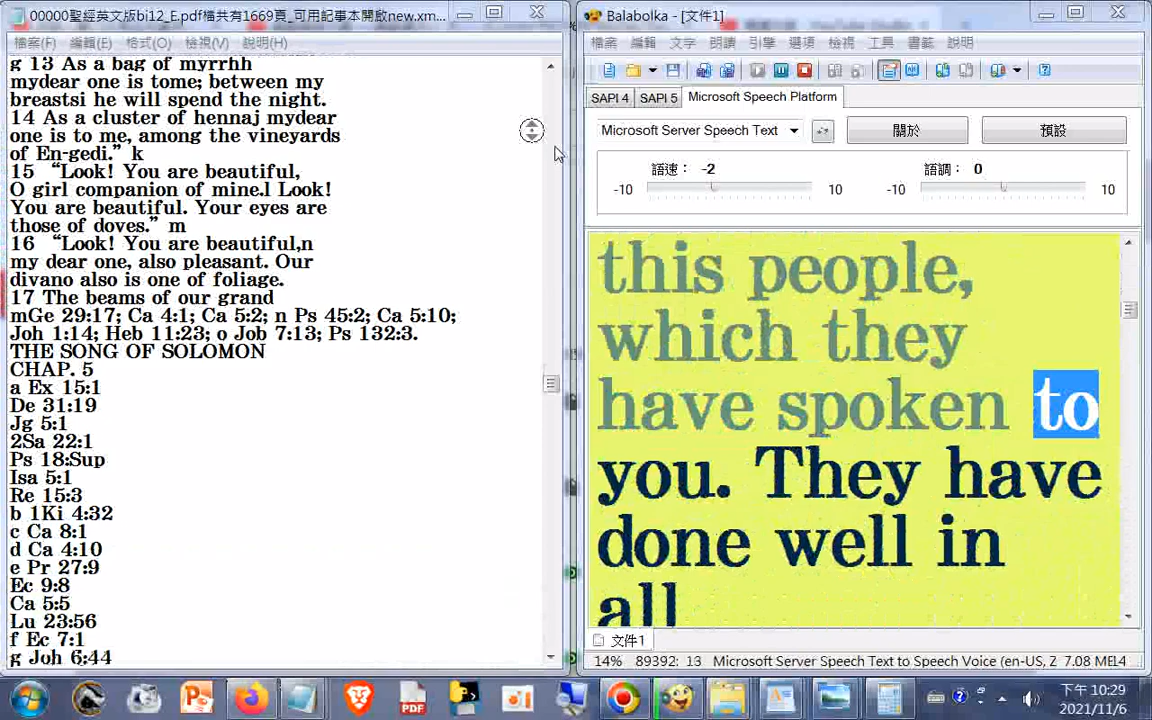 00000聖經英文版bi12_E.pdf檔共有1669頁_可用記事本開啟new.xm...
檔案(F) 編輯(E) 格式(O) 檢視(V) 說明(H)
g 13 As a bag of myrrhh
mydear one is tome; between my
breastsi he will spend the night.
14 As a cluster of hennaj mydear
one is to me, among the vineyards
of En-gedi.” k
15 “Look! You are beautiful,
O girl companion of mine.l Look!
You are beautiful. Your eyes are
those of doves.” m
16 “Look! You are beautiful,n
my dear one, also pleasant. Our
divano also is one of foliage.
17 The beams of our grand
mGe 29:17; Ca 4:1; Ca 5:2; n Ps 45:2; Ca 5:10;
Joh 1:14; Heb 11:23; o Job 7:13; Ps 132:3.
THE SONG OF SOLOMON
CHAP. 5
a Ex 15:1
De 31:19
Jg 5:1
2Sa 22:1
Ps 18:Sup
Isa 5:1
Re 15:3
b 1Ki 4:32
c Ca 8:1
d Ca 4:10
e Pr 27:9
Ec 9:8
Ca 5:5
Lu 23:56
f Ec 7:1
g Joh 6:44
Balabolka - [文件1]
檔案 編輯 文字 朗讀 引擎 選項 檢視 工具 書籤 說明
SAPI 4 SAPI 5 Microsoft Speech Platform
Microsoft Server Speech Text 關於 預設
語速： -2 語調： 0
-10 10 -10 10
this people,
which they
have spoken to
you. They have
done well in
all
文件1
14% 89392: 13 Microsoft Server Speech Text to Speech Voice (en-US, Z 7.08 ME14
下午 10:29
2021/11/6